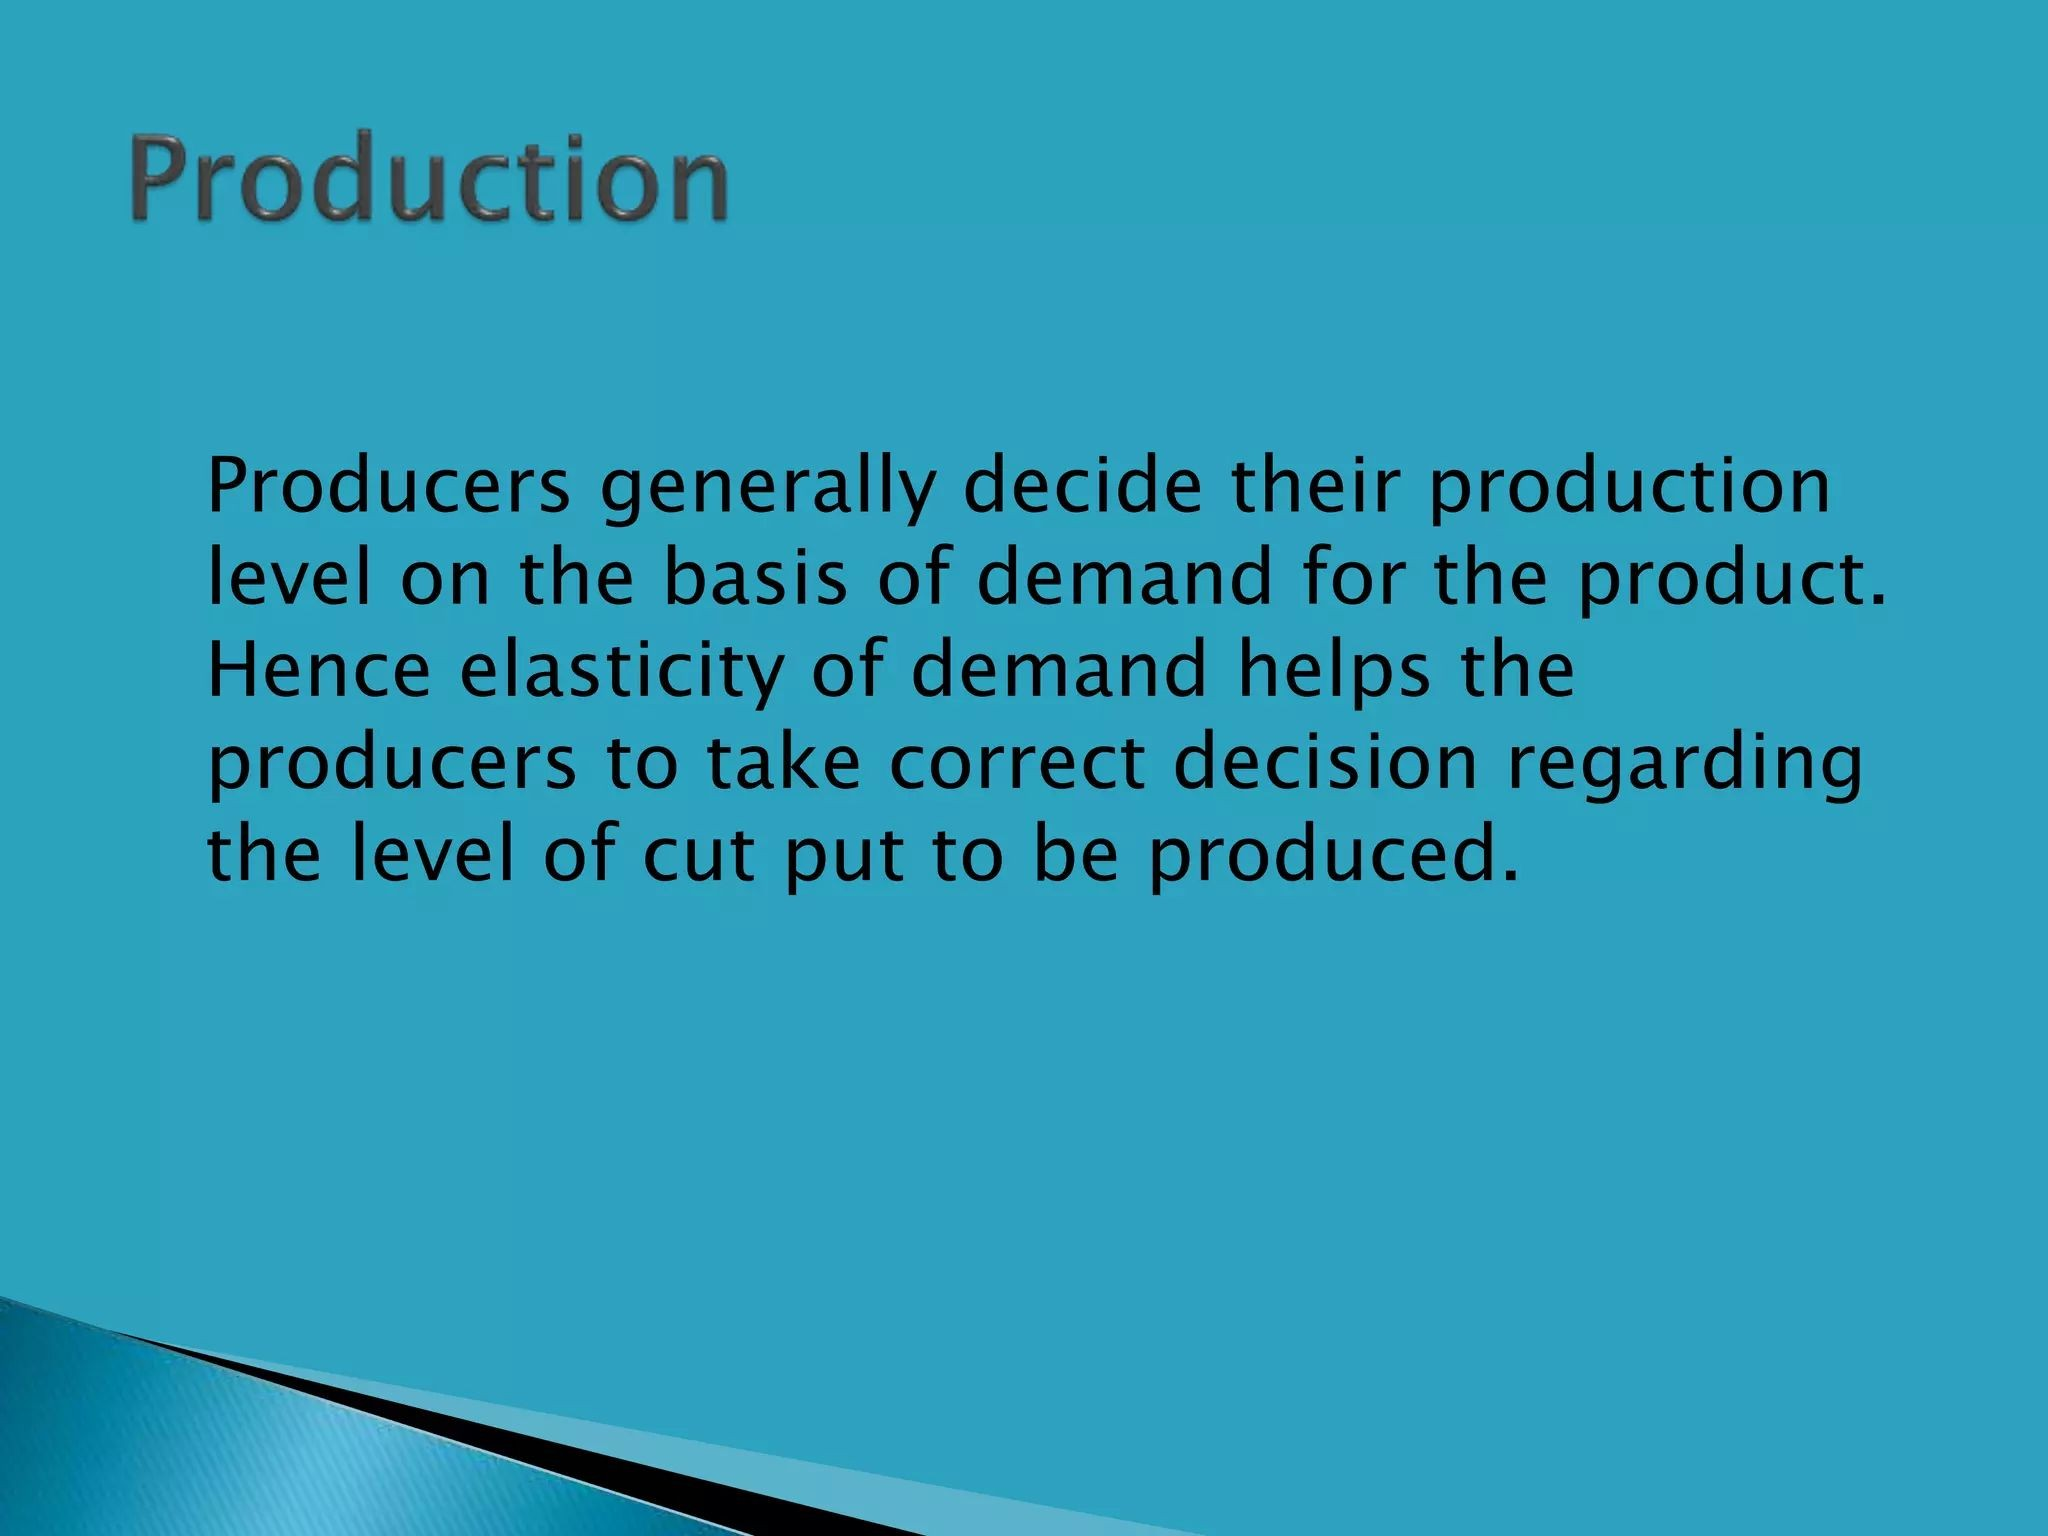 Production
Producers generally decide their production
level on the basis of demand for the product.
Hence elasticity of demand helps the
producers to take correct decision regarding
the level of cut put to be produced.